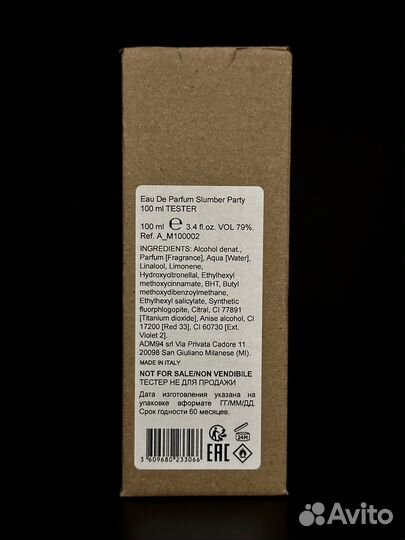 Eau De Parfum Slumber Party
100 ml TESTER
100 ml ℮ 3.4 fl.oz. VOL 79%.
Ref. A_M100002
INGREDIENTS: Alcohol denat.,
Parfum [Fragrance], Aqua [Water],
Linalool, Limonene,
Hydroxycitronellal, Ethylhexyl
methoxycinnamate, BHT, Butyl
methoxydibenzoylmethane,
Ethylhexyl salicylate, Synthetic
fluorphlogopite, Citral, CI 77891
[Titanium dioxide], Anise alcohol, CI
17200 [Red 33], CI 60730 [Ext.
Violet 2].
ADM94 srl Via Privata Cadore 11
20098 San Giuliano Milanese (MI).
MADE IN ITALY
NOT FOR SALE/NON VENDIBILE
ТЕСТЕР НЕ ДЛЯ ПРОДАЖИ
Дата изготовления указана на
упаковке вформате ГГ/ММ/ДД.
Срок годности 60 месяцев.
24H
EAC
3 609680 233066
Avito